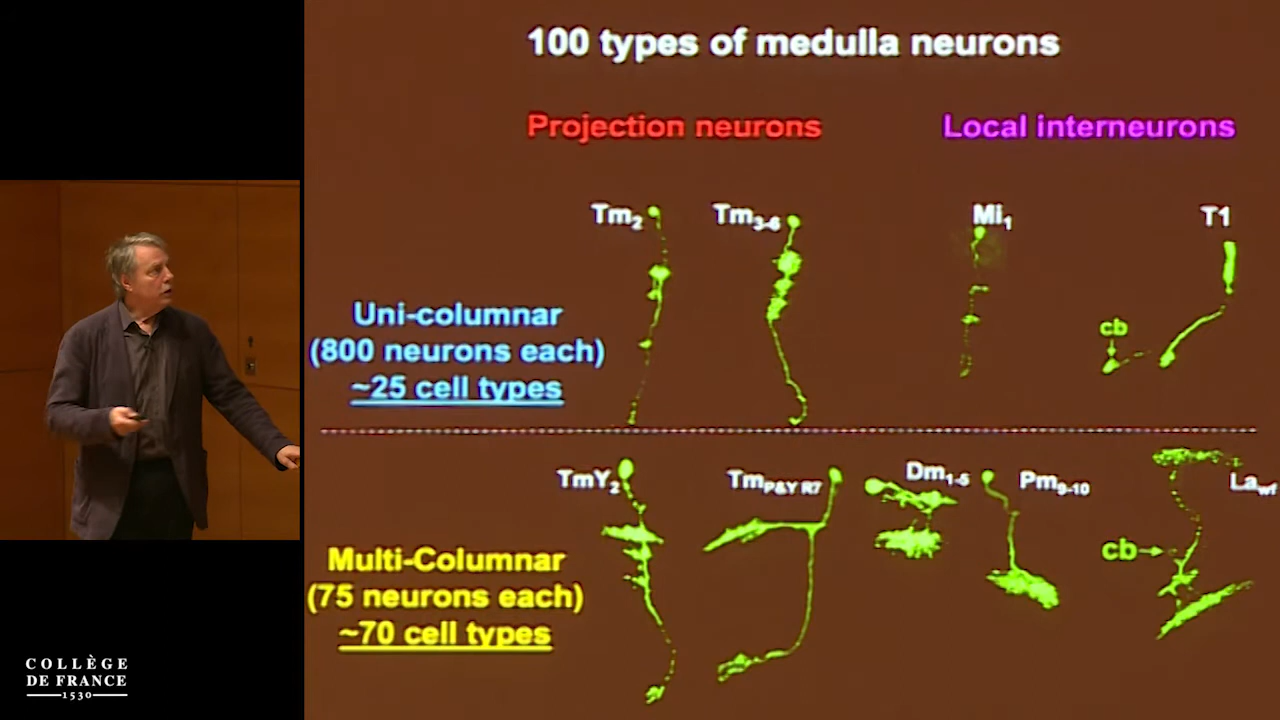 100 types of medulla neurons
Projection neurons
Local interneurons
Tm2
Tm3-6
Mi1
T1
Uni-columnar
(800 neurons each)
~25 cell types
cb
TmY2
TmP&Y R7
Dm1-5
Pm9-10
Lawf
Multi-Columnar
(75 neurons each)
~70 cell types
cb
COLLÈGE
DE FRANCE
1530